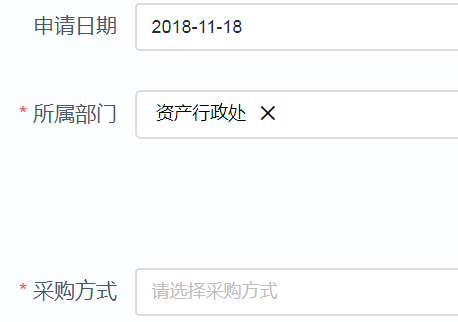 申请日期 2018-11-18
* 所属部门 资产行政处 ×
* 采购方式 请选择采购方式